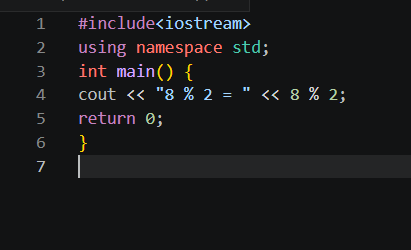 1 #include<iostream>
2 using namespace std;
3 int main() {
4 cout << "8 % 2 = " << 8 % 2;
5 return 0;
6 }
7